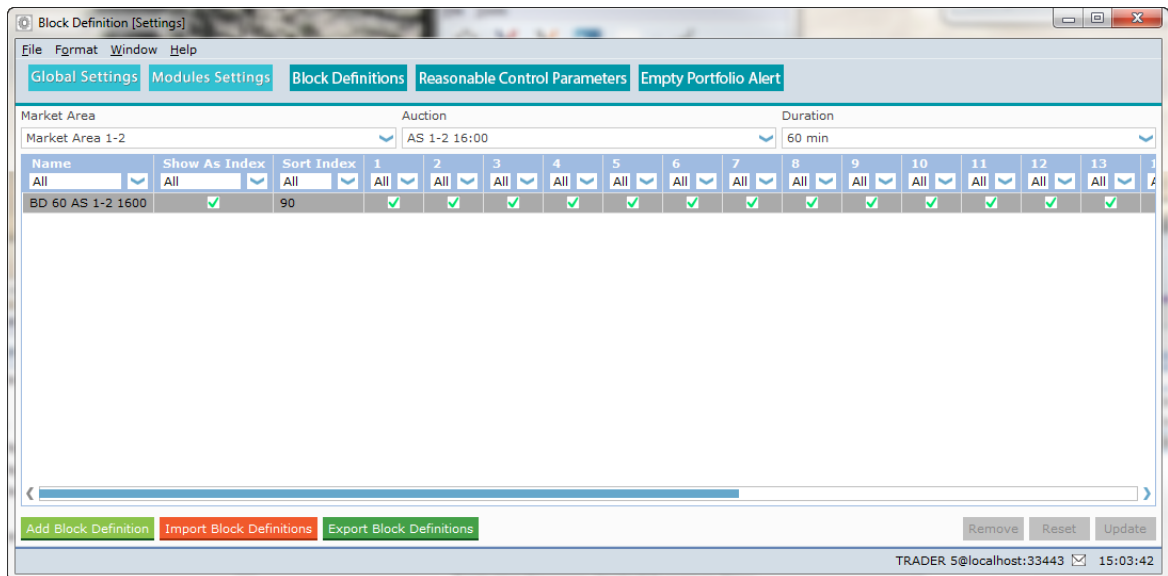 Block Definition [Settings]
File Format Window Help
Global Settings Modules Settings Block Definitions Reasonable Control Parameters Empty Portfolio Alert
Market Area Auction Duration
Market Area 1-2 AS 1-2 16:00 60 min
Name Show As Index Sort Index 1 2 3 4 5 6 7 8 9 10 11 12 13 1
All All All All All All All All All All All All All All All All
BD 60 AS 1-2 1600 90
Add Block Definition Import Block Definitions Export Block Definitions Remove Reset Update
TRADER 5@localhost:33443 15:03:42